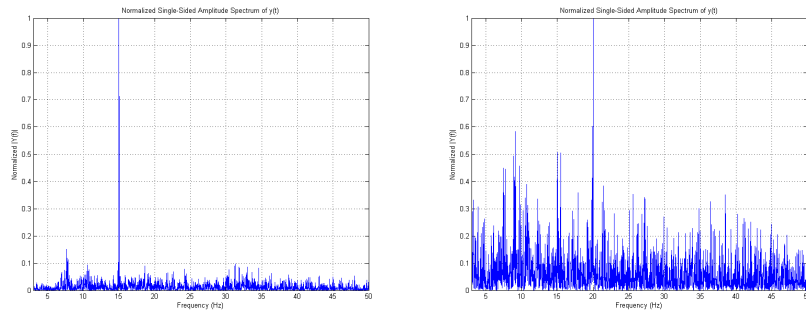 Normalized Single-Sided Amplitude Spectrum of y(t)
1
0.9
0.8
0.7
0.6
0.5
0.4
0.3
0.2
0.1
0
Normalized |Y(f)|
5 10 15 20 25 30 35 40 45 50
Frequency (Hz)
Normalized Single-Sided Amplitude Spectrum of y(t)
1
0.9
0.8
0.7
0.6
0.5
0.4
0.3
0.2
0.1
0
Normalized |Y(f)|
5 10 15 20 25 30 35 40 45
Frequency (Hz)